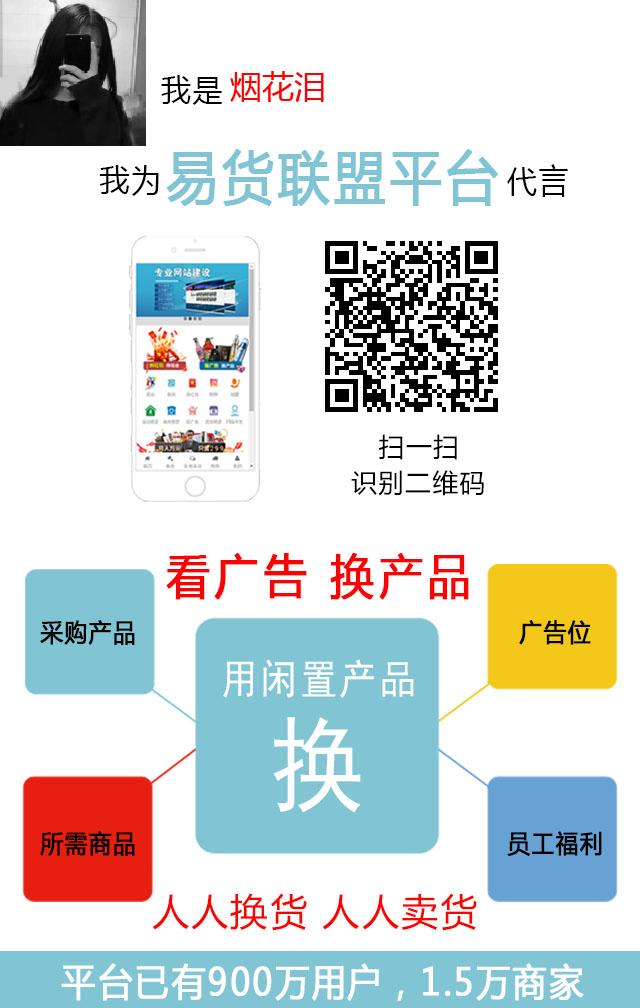 我是 烟花泪
我为 易货联盟平台 代言
专业网站建设
扫一扫
识别二维码
看广告 换产品
采购产品
广告位
用闲置产品
换
所需商品
员工福利
人人换货 人人卖货
平台已有900万用户，1.5万商家